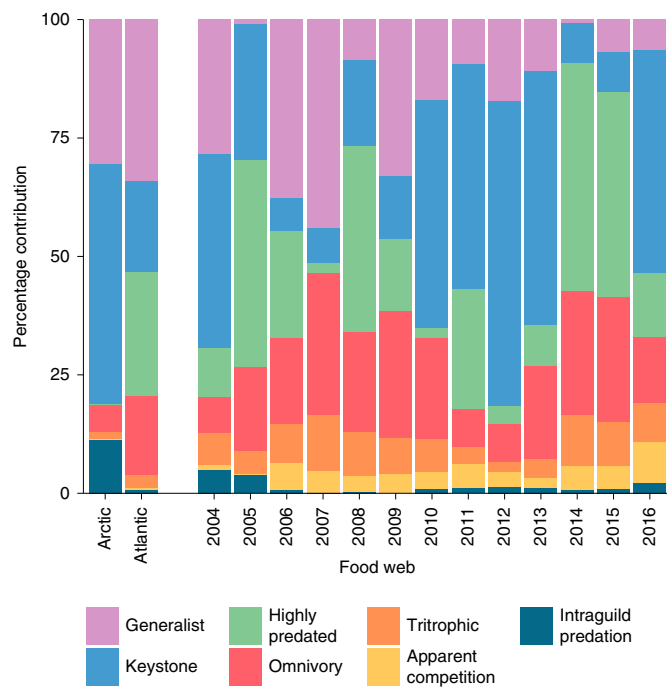 100
75
50
25
0
Percentage contribution
Arctic
Atlantic
2004
2005
2006
2007
2008
2009
2010
2011
2012
2013
2014
2015
2016
Food web
Generalist
Highly
predated
Tritrophic
Intraguild
predation
Keystone
Omnivory
Apparent
competition